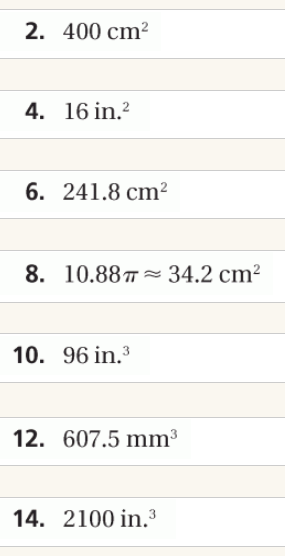 2. 400 cm²
4. 16 in.²
6. 241.8 cm²
8. 10.88π ≈ 34.2 cm²
10. 96 in.³
12. 607.5 mm³
14. 2100 in.³